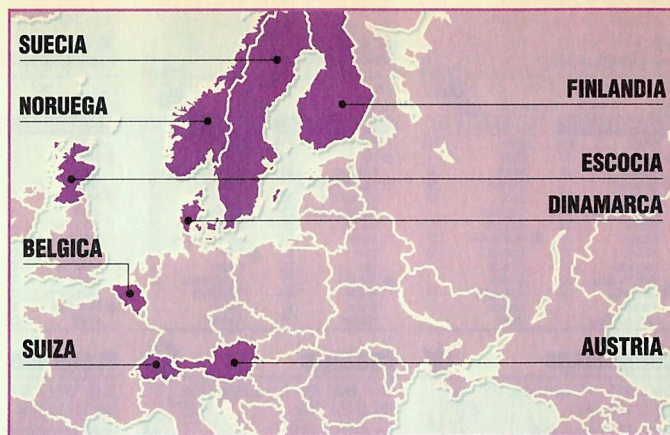 SUECIA
NORUEGA
FINLANDIA
ESCOCIA
DINAMARCA
BELGICA
SUIZA
AUSTRIA